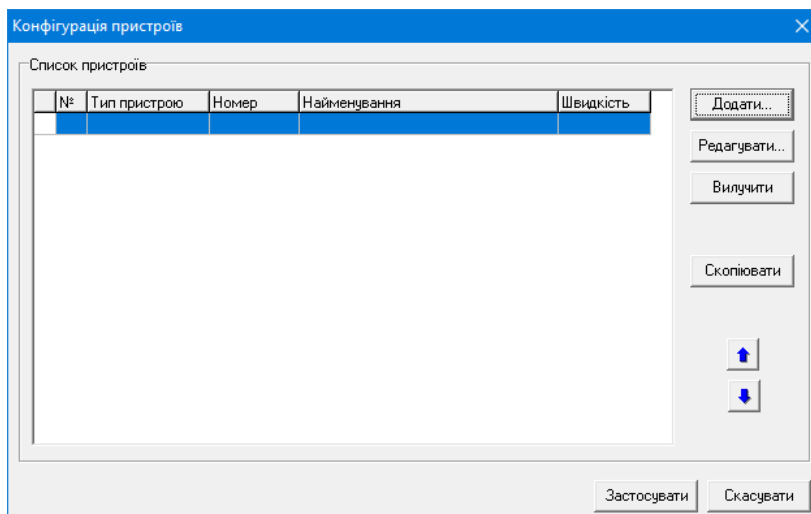 Конфігурація пристроїв
Список пристроїв
№ Тип пристрою Номер Найменування Швидкість
Додати...
Редагувати...
Вилучити
Скопіювати
Застосувати Скасувати